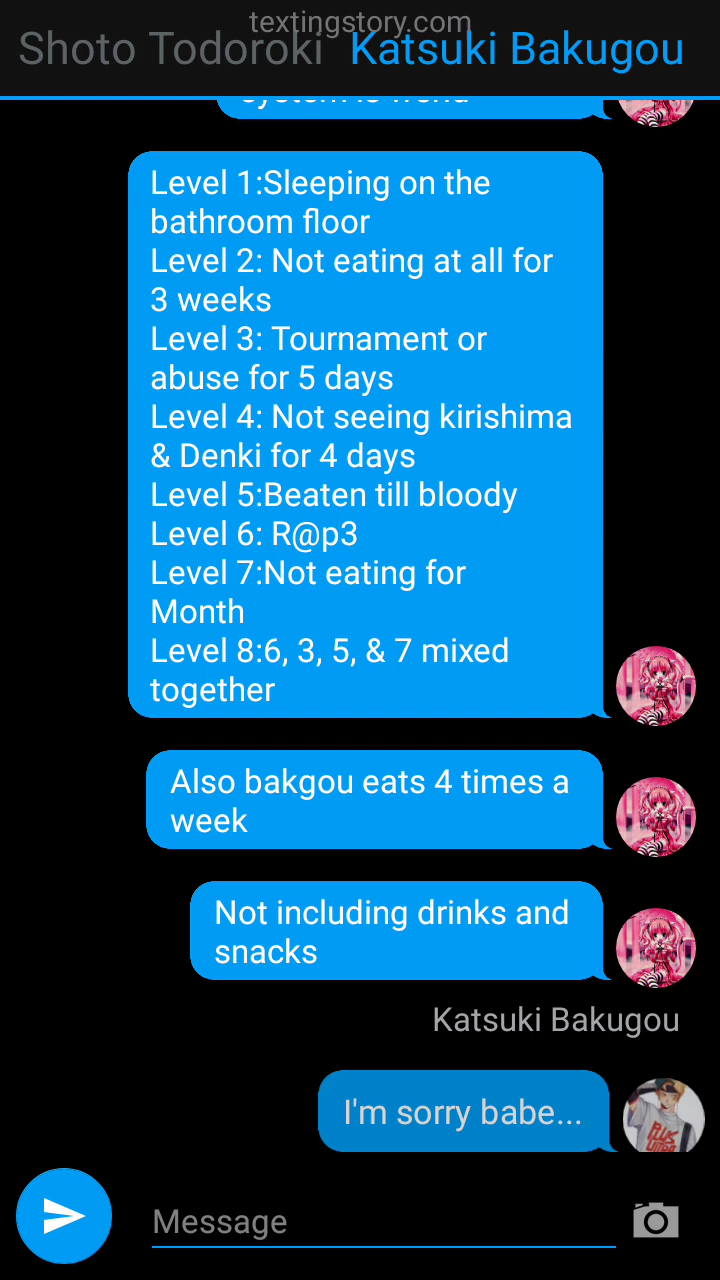 textingstory.com
Shoto Todoroki Katsuki Bakugou
system is weird
Level 1:Sleeping on the
bathroom floor
Level 2: Not eating at all for
3 weeks
Level 3: Tournament or
abuse for 5 days
Level 4: Not seeing kirishima
& Denki for 4 days
Level 5:Beaten till bloody
Level 6: R@p3
Level 7:Not eating for
Month
Level 8:6, 3, 5, & 7 mixed
together
Also bakgou eats 4 times a
week
Not including drinks and
snacks
Katsuki Bakugou
I'm sorry babe...
Message